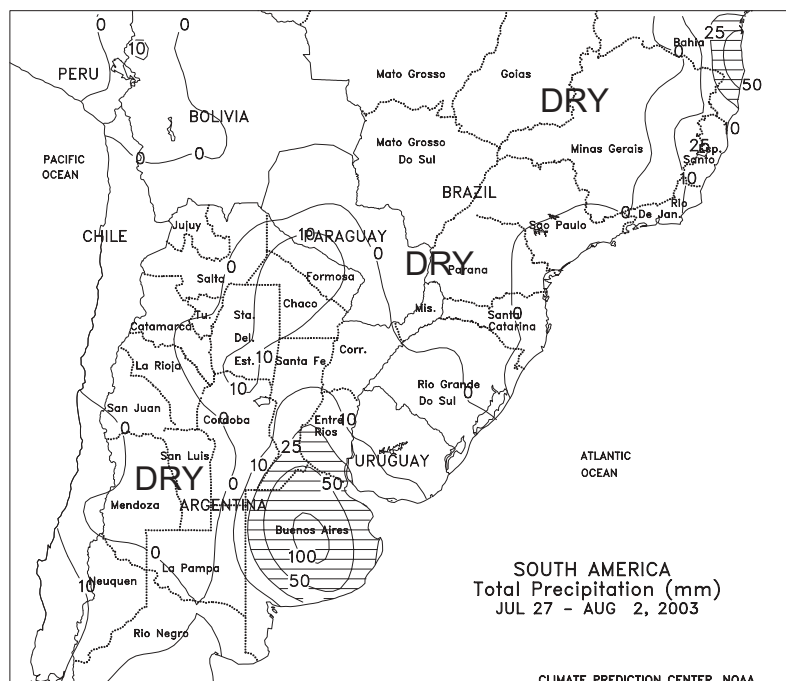 0
0
25
Bahia
0
10
PERU
Mato Grosso
Goias
50
DRY
BOLIVIA
10
Mato Grosso
Do Sul
Minas Gerais
25
Esp.
Santo
PACIFIC
OCEAN
0
0
10
BRAZIL
Rio
De Jan.
0
Jujuy
Sao Paulo
CHILE
10
PARAGUAY
0
DRY
Parana
0
Salta
Formosa
Chaco
Mis.
Tu.
Sta.
Del.
Est.
Santa
Catarina
0
Catamarca
10
Santa Fe
Corr.
La Rioja
10
Rio Grande
Do Sul
0
San Juan
0
Cordoba
0
Entre
Rios
10
25
San Luis
URUGUAY
ATLANTIC
OCEAN
10
DRY
0
50
Mendoza
ARGENTINA
Buenos Aires
0
100
La Pampa
Neuquen
10
50
SOUTH AMERICA
Total Precipitation (mm)
JUL 27 – AUG 2, 2003
Rio Negro
CLIMATE PREDICTION CENTER, NOAA